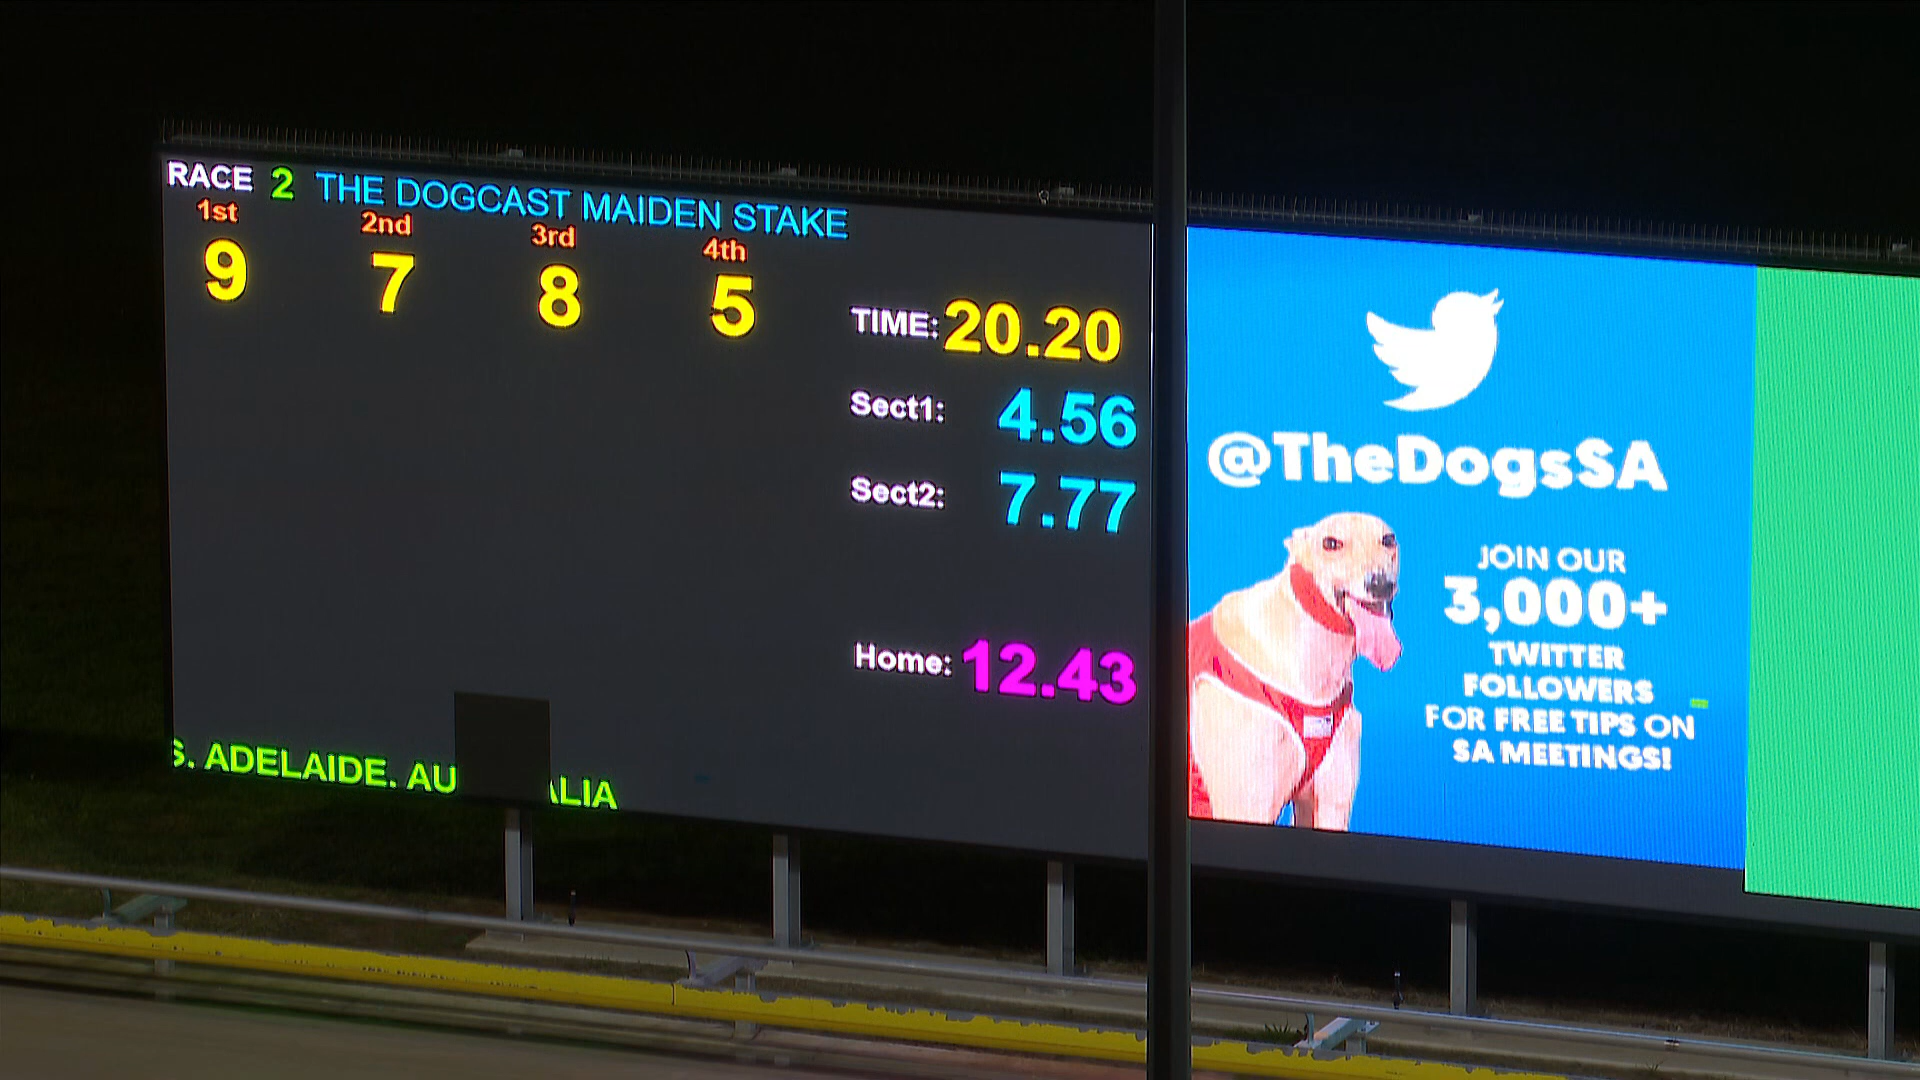 RACE 2 THE DOGCAST MAIDEN STAKE
1st 2nd 3rd 4th
9 7 8 5
TIME: 20.20
Sect1: 4.56
Sect2: 7.77
Home: 12.43
S. ADELAIDE. AU ALIA
@TheDogsSA
JOIN OUR
3,000+
TWITTER
FOLLOWERS
FOR FREE TIPS ON
SA MEETINGS!